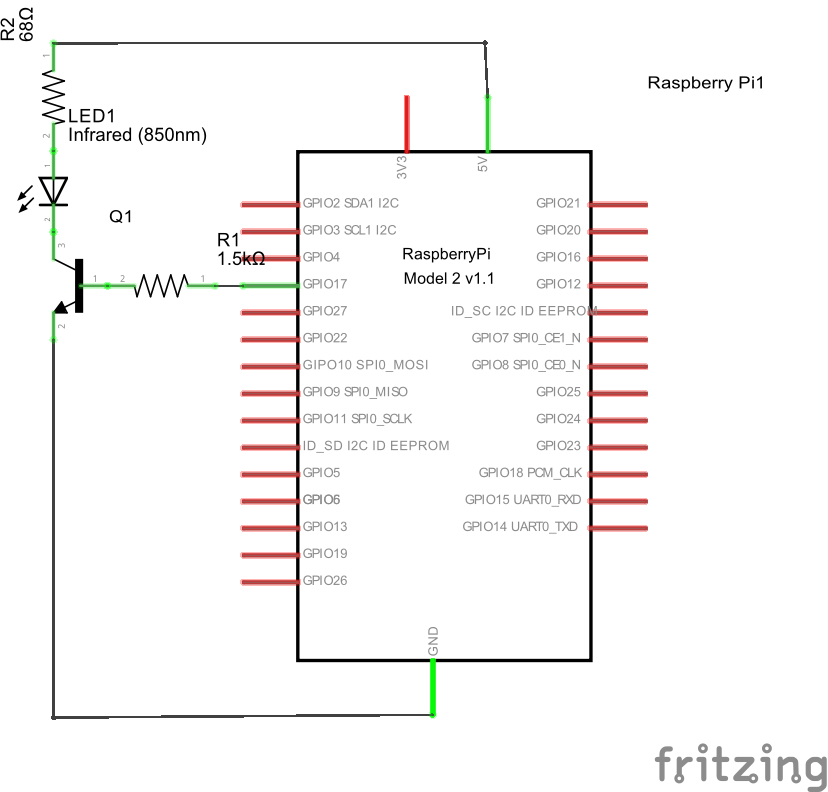 R2
68Ω
1
2
LED1
Infrared (850nm)
1
2
Q1
3
1
2
2
1
R1
1.5kΩ
Raspberry Pi1
3V3
5V
RaspberryPi
Model 2 v1.1
GPIO2 SDA1 I2C
GPIO3 SCL1 I2C
GPIO4
GPIO17
GPIO27
GPIO22
GIPO10 SPI0_MOSI
GPIO9 SPI0_MISO
GPIO11 SPI0_SCLK
ID_SD I2C ID EEPROM
GPIO5
GPIO6
GPIO13
GPIO19
GPIO26
GPIO21
GPIO20
GPIO16
GPIO12
ID_SC I2C ID EEPROM
GPIO7 SPI0_CE1_N
GPIO8 SPI0_CE0_N
GPIO25
GPIO24
GPIO23
GPIO18 PCM_CLK
GPIO15 UART0_RXD
GPIO14 UART0_TXD
GND
fritzing